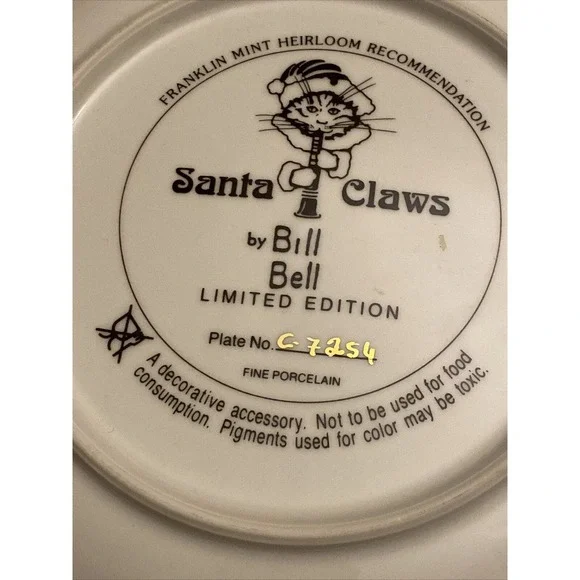 FRANKLIN MINT HEIRLOOM RECOMMENDATION
Santa Claws
by Bill
Bell
LIMITED EDITION
Plate No. C-7254
FINE PORCELAIN
A decorative accessory. Not to be used for food
consumption. Pigments used for color may be toxic.